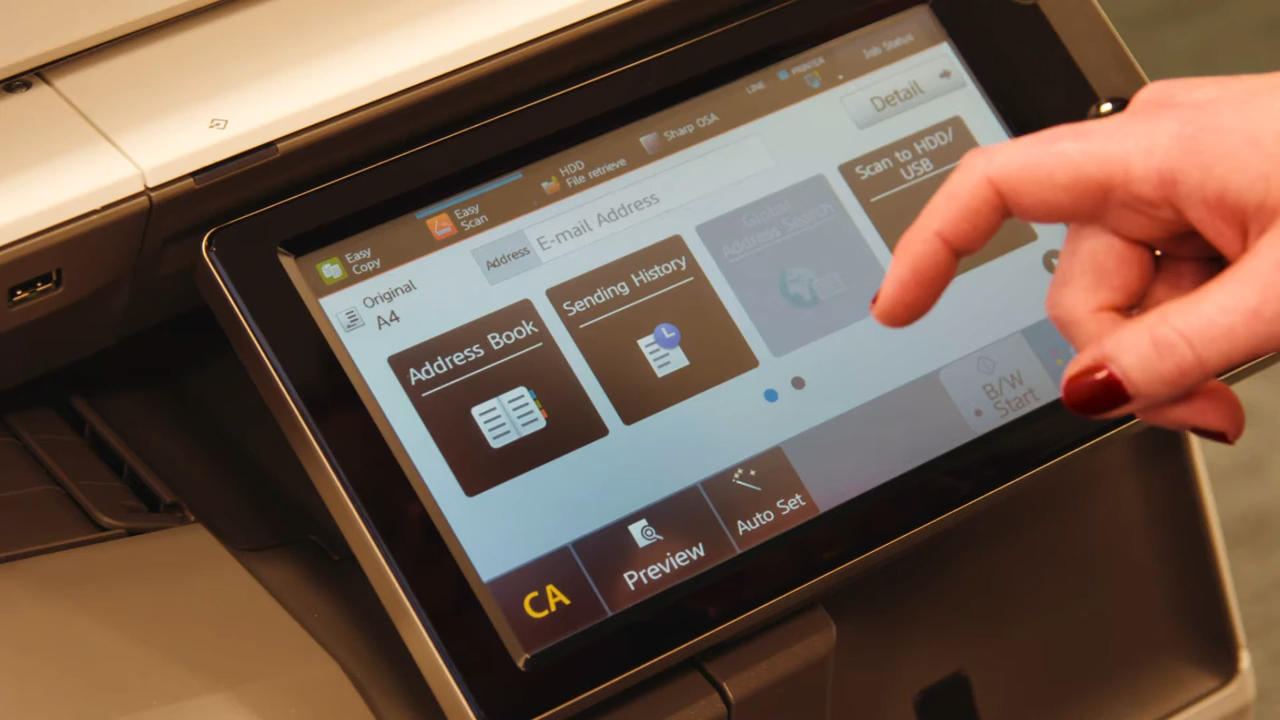 Job Status
PRINTER
LINE
Sharp OSA
HDD
File retrieve
Easy
Scan
Easy
Copy
Detail
Address
E-mail Address
Original
A4
Address Book
Sending History
Global
Address Search
Scan to HDD/
USB
CA
Preview
Auto Set
B/W
Start